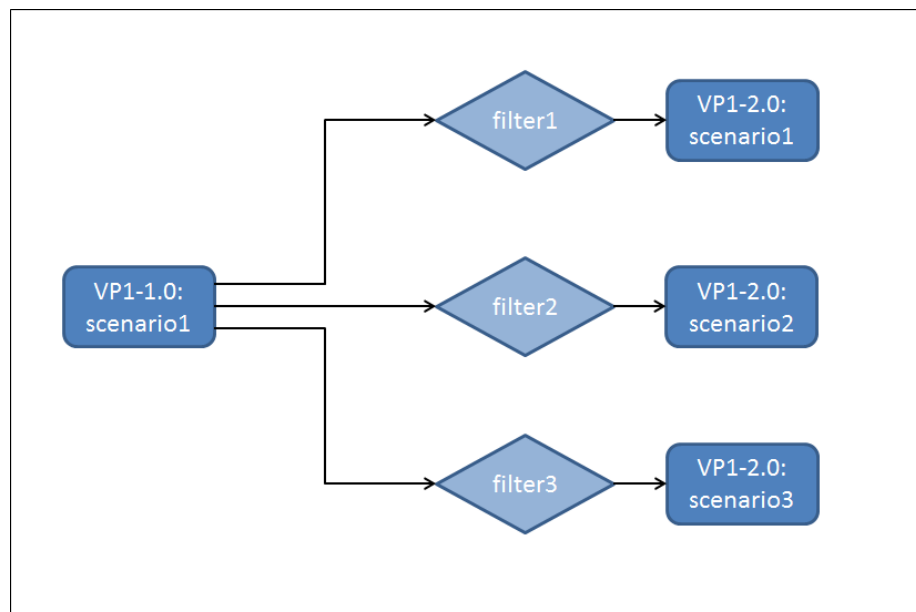 filter1
VP1-2.0:
scenario1
VP1-1.0:
scenario1
filter2
VP1-2.0:
scenario2
filter3
VP1-2.0:
scenario3